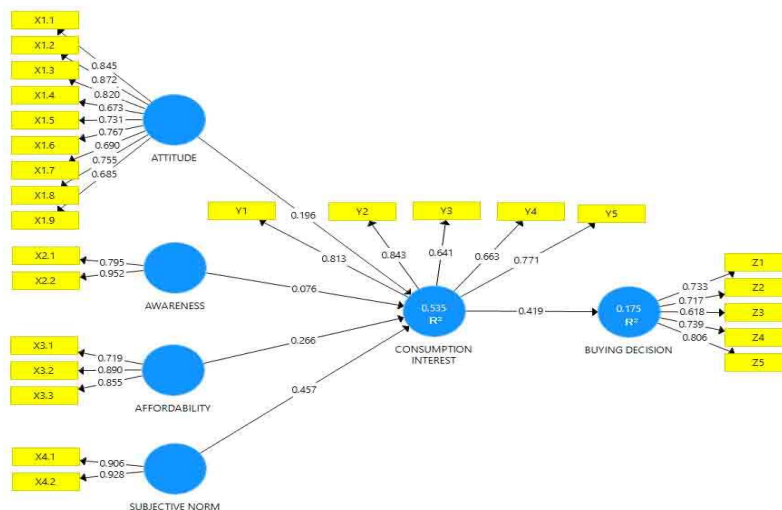 X1.1
X1.2
X1.3
X1.4
X1.5
X1.6
X1.7
X1.8
X1.9
0.845
0.872
0.820
0.673
0.731
0.767
0.690
0.755
0.685
ATTITUDE
0.196
Y1
Y2
Y3
Y4
Y5
0.813
0.843
0.641
0.663
0.771
X2.1
X2.2
0.795
0.952
AWARENESS
0.076
0.535
R²
CONSUMPTION
INTEREST
0.419
0.175
R²
BUYING DECISION
0.733
0.717
0.618
0.739
0.806
Z1
Z2
Z3
Z4
Z5
X3.1
X3.2
X3.3
0.719
0.890
0.855
AFFORDABILITY
0.266
0.457
X4.1
X4.2
0.906
0.928
SUBJECTIVE NORM